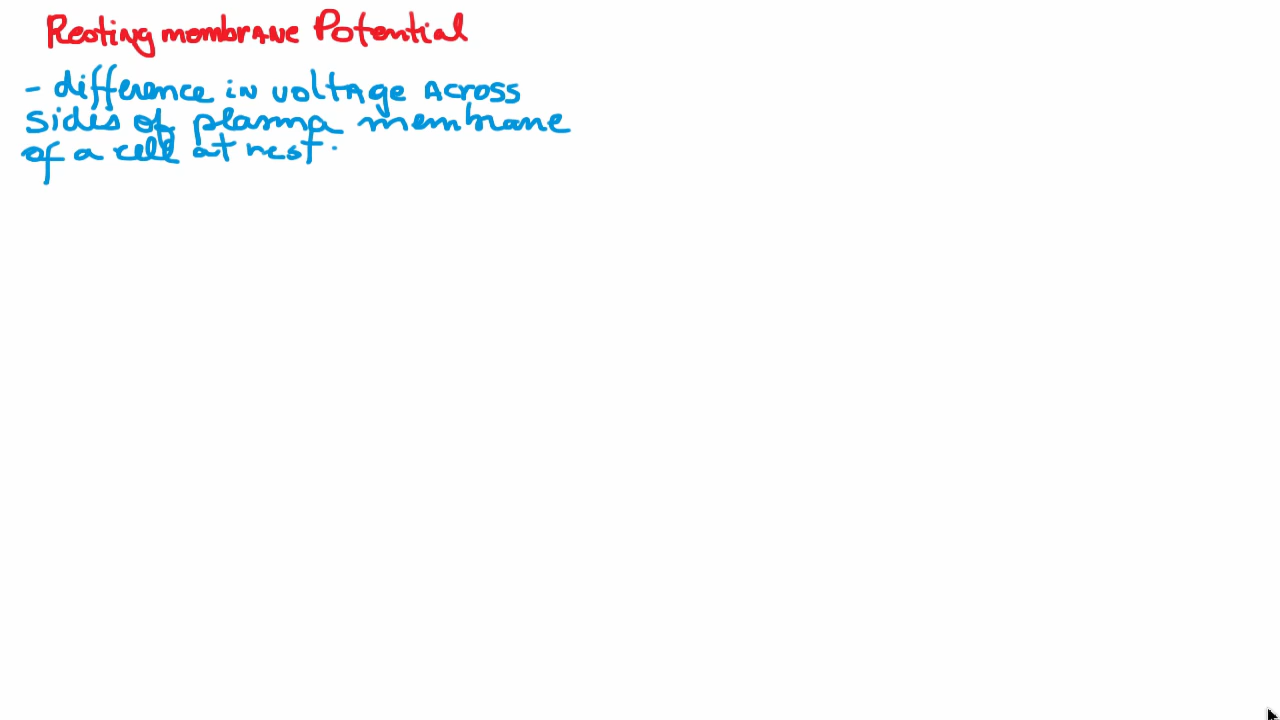 Resting membrane Potential
- difference in voltage across
sides of plasma membrane
of a cell at rest.